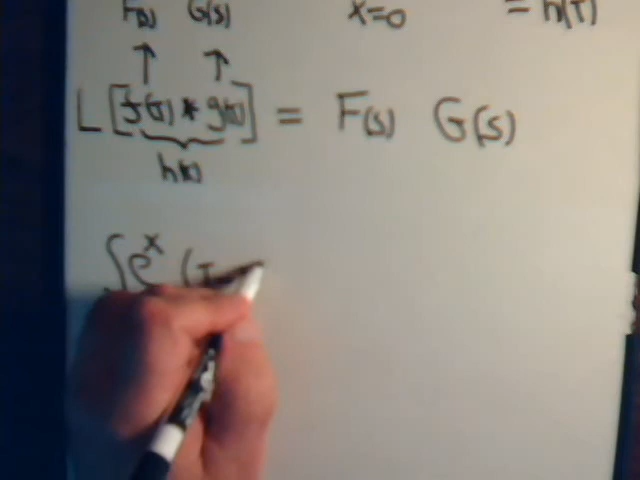 F(s) G(s) x=0 = h(T)
L[f(T) * g(t)] = F(s) G(s)
h(t)
∫e^x (T